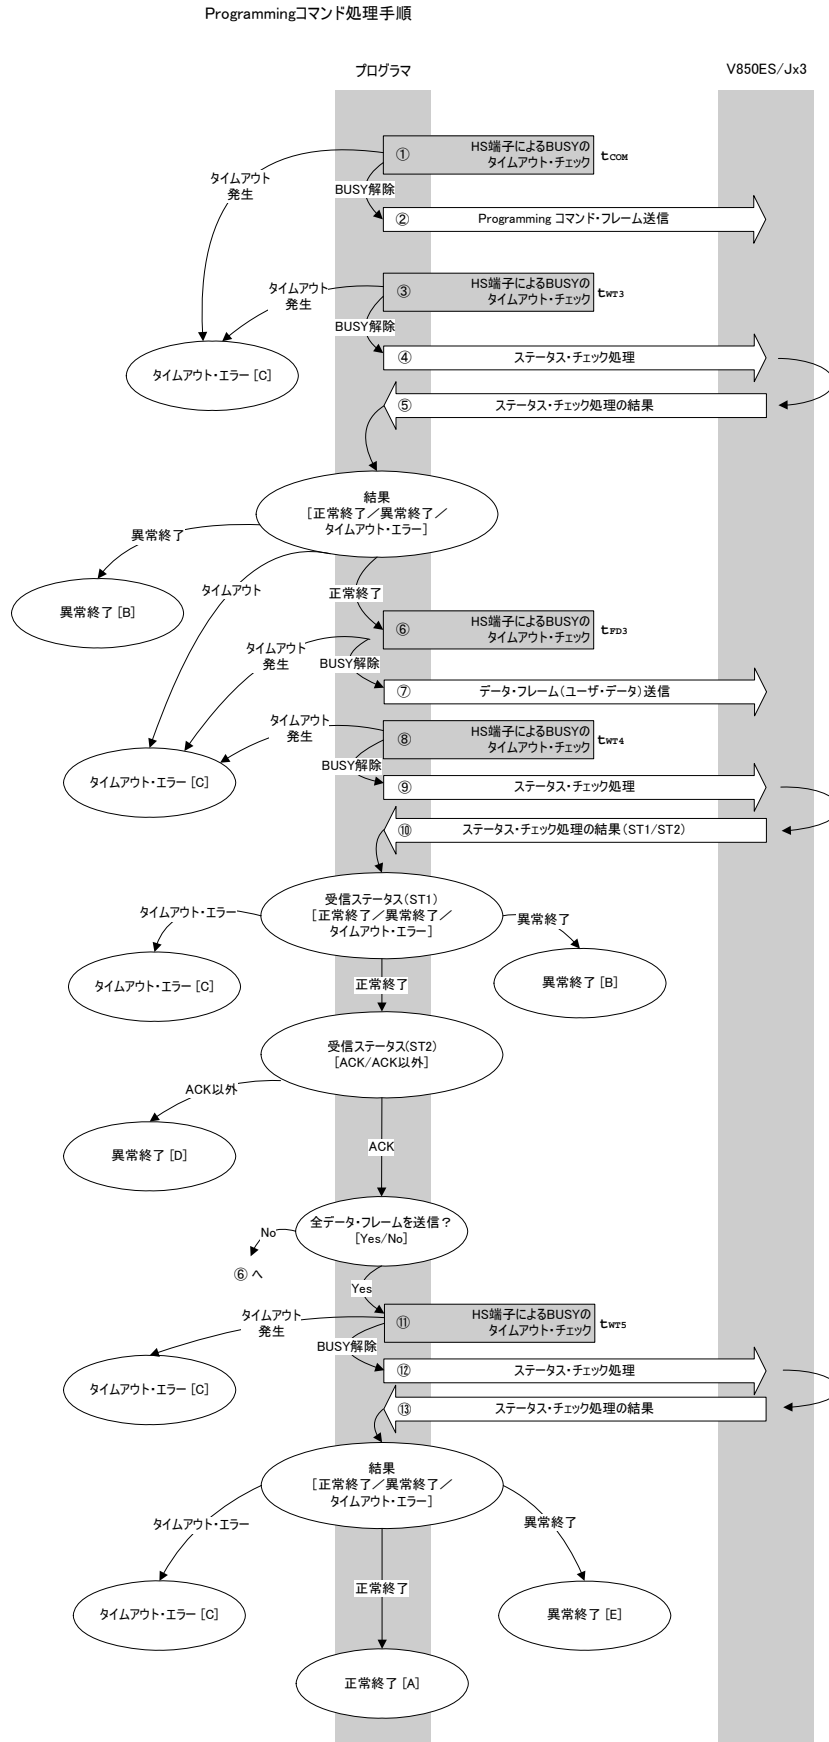 Programmingコマンド処理手順
プログラマ
V850ES/Jx3
① HS端子によるBUSYの
タイムアウト・チェック
tCOM
タイムアウト
発生
BUSY解除
② Programming コマンド・フレーム送信
③ HS端子によるBUSYの
タイムアウト・チェック
tWT3
タイムアウト
発生
BUSY解除
④ ステータス・チェック処理
タイムアウト・エラー [C]
⑤ ステータス・チェック処理の結果
結果
[正常終了／異常終了／
タイムアウト・エラー]
異常終了
異常終了 [B]
タイムアウト
正常終了
⑥ HS端子によるBUSYの
タイムアウト・チェック
tFD3
タイムアウト
発生
BUSY解除
⑦ データ・フレーム(ユーザ・データ)送信
タイムアウト
発生
⑧ HS端子によるBUSYの
タイムアウト・チェック
tWT4
BUSY解除
タイムアウト・エラー [C]
⑨ ステータス・チェック処理
⑩ ステータス・チェック処理の結果(ST1/ST2)
受信ステータス(ST1)
[正常終了／異常終了／
タイムアウト・エラー]
タイムアウト・エラー
異常終了
タイムアウト・エラー [C]
正常終了
異常終了 [B]
受信ステータス(ST2)
[ACK/ACK以外]
ACK以外
異常終了 [D]
ACK
全データ・フレームを送信？
[Yes/No]
No
⑥ へ
Yes
⑪ HS端子によるBUSYの
タイムアウト・チェック
tWT5
タイムアウト
発生
BUSY解除
⑫ ステータス・チェック処理
タイムアウト・エラー [C]
⑬ ステータス・チェック処理の結果
結果
[正常終了／異常終了／
タイムアウト・エラー]
タイムアウト・エラー
異常終了
正常終了
タイムアウト・エラー [C]
異常終了 [E]
正常終了 [A]